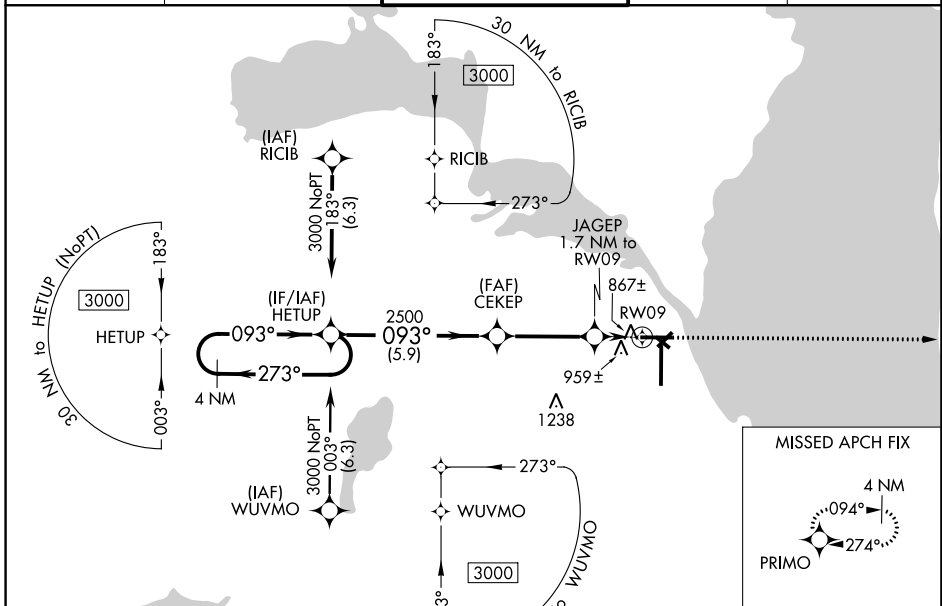 30 NM to RICIB
183°
3000
RICIB
273°
(IAF)
RICIB
3000 NoPT
183°
(6.3)
30 NM to HETUP (NoPT)
183°
3000
HETUP
003°
(IF/IAF)
HETUP
093°
273°
4 NM
2500
093°
(5.9)
(FAF)
CEKEP
JAGEP
1.7 NM to
RW09
867±
RW09
959±
1238
3000 NoPT
003°
(6.3)
(IAF)
WUVMO
273°
WUVMO
3000
WUVMO
MISSED APCH FIX
4 NM
094°
274°
PRIMO